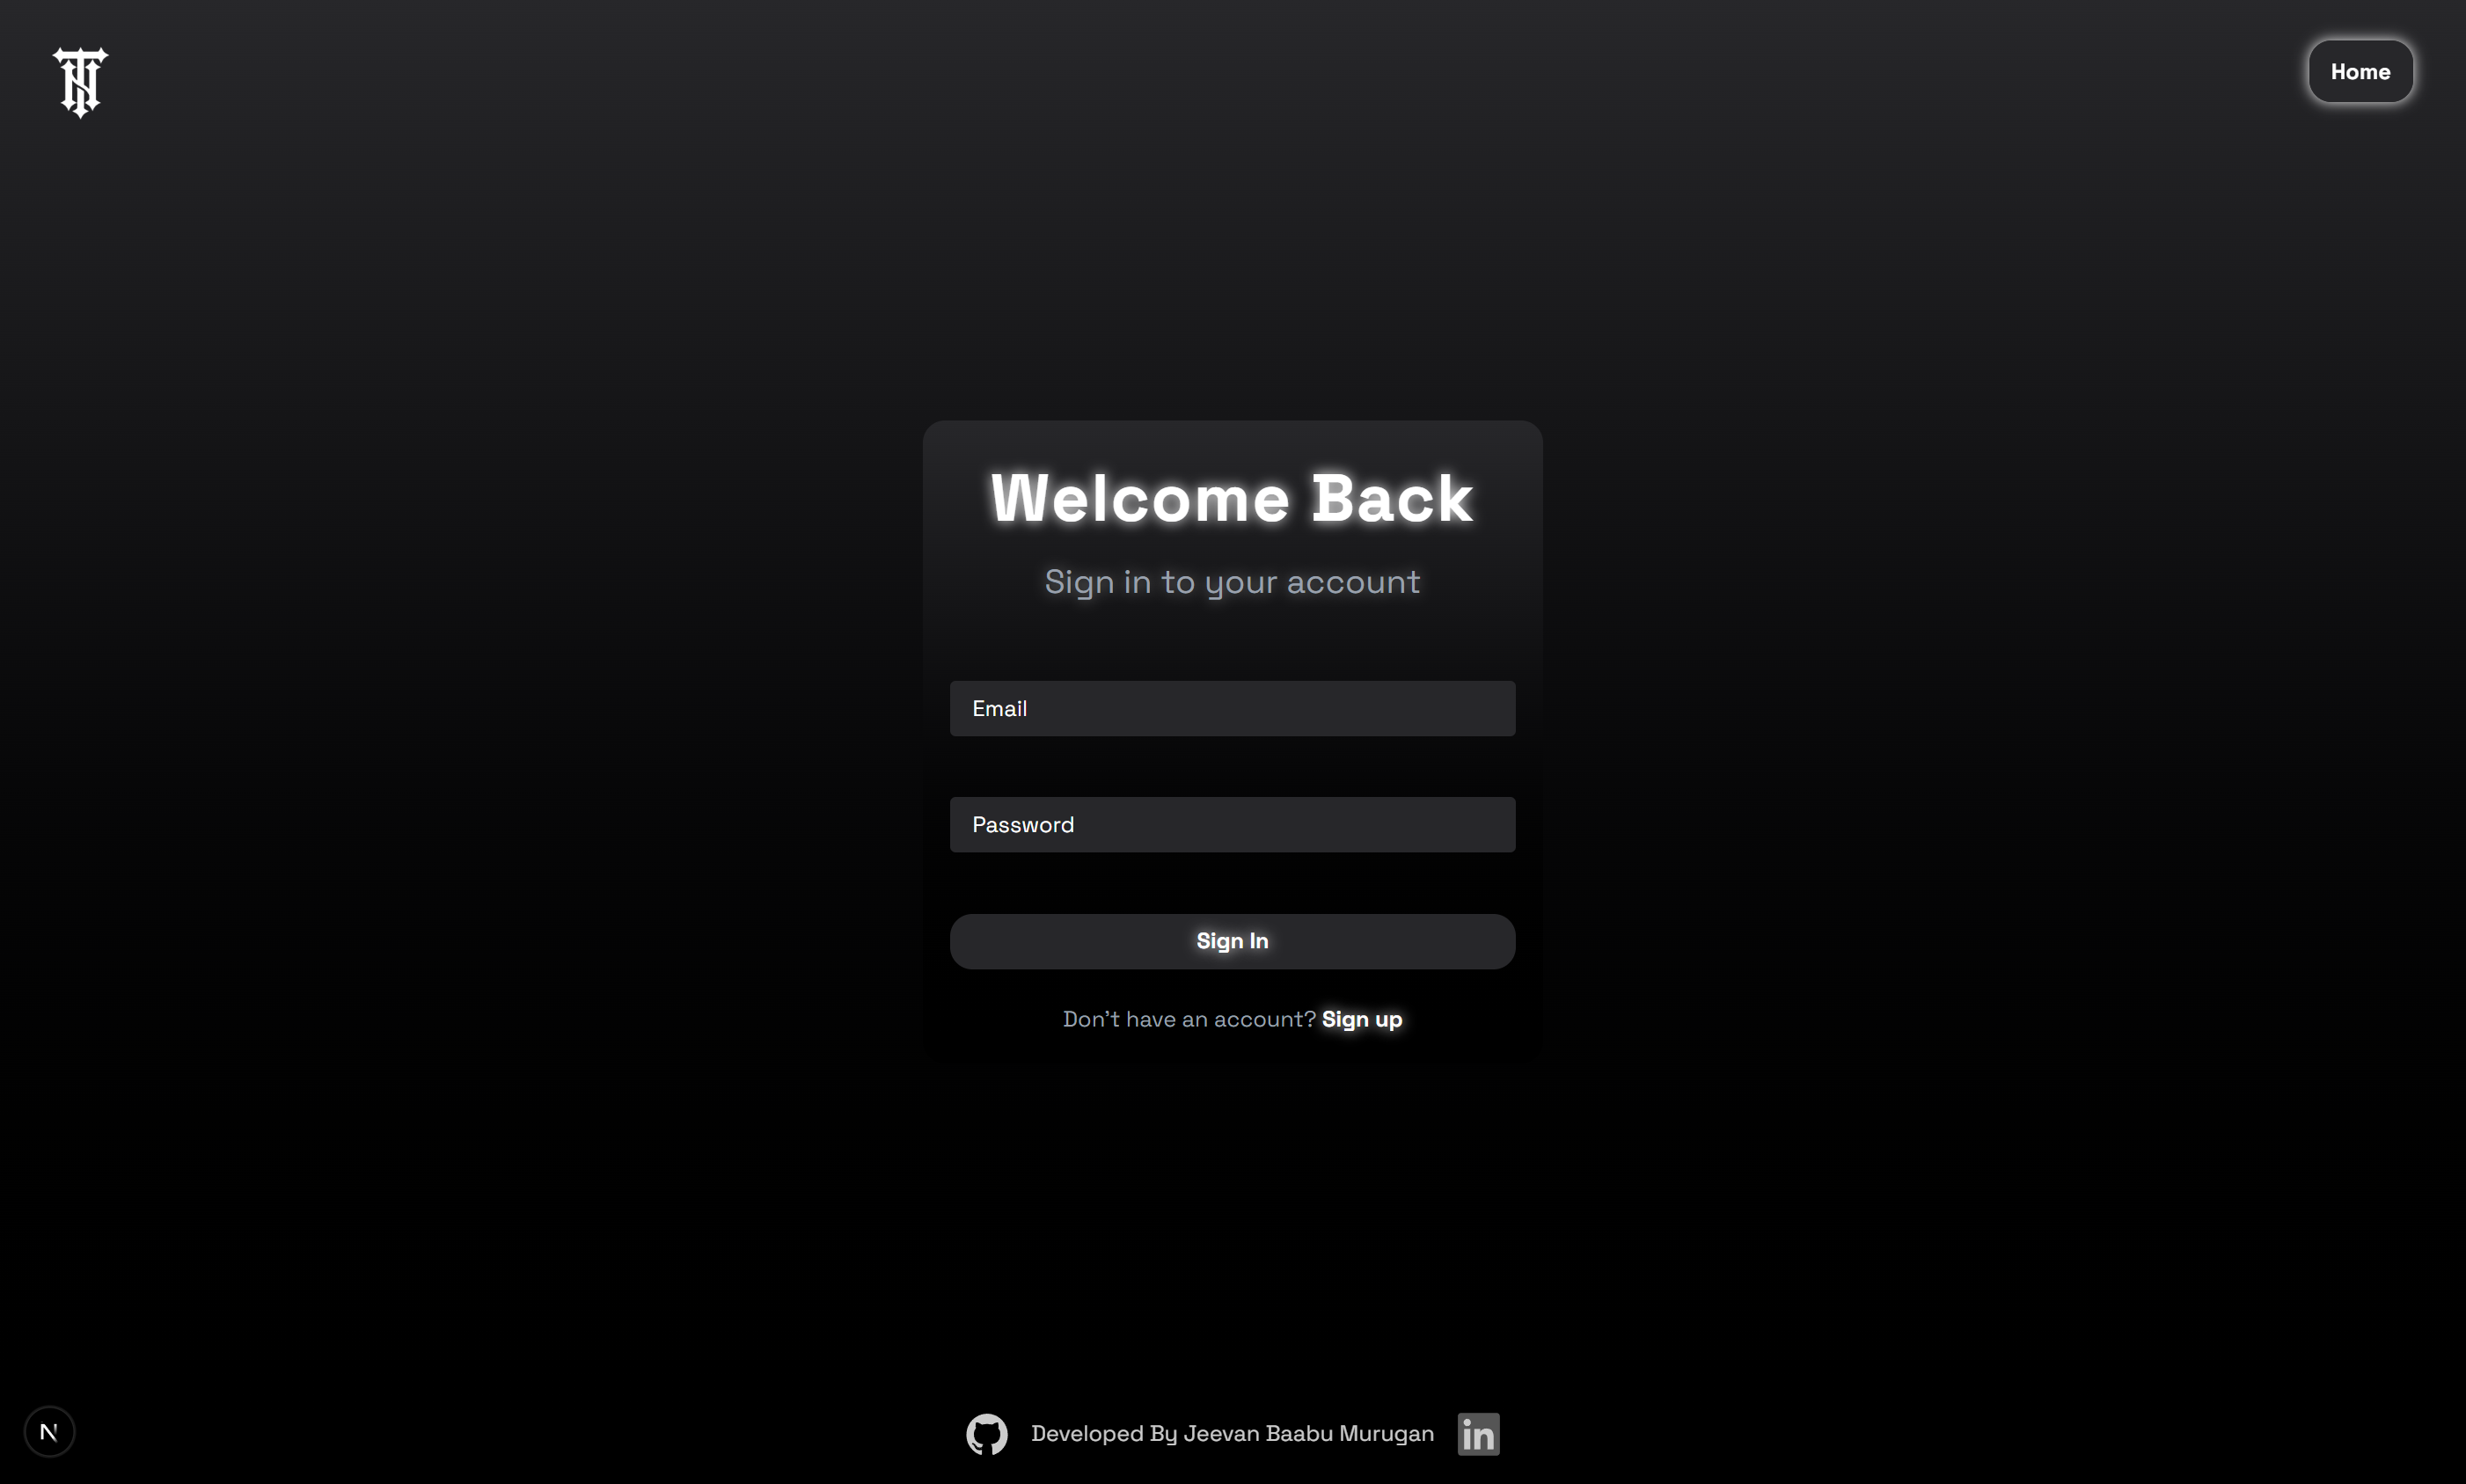 Home
Welcome Back
Sign in to your account
Email
Password
Sign In
Don't have an account? Sign up
N
Developed By Jeevan Baabu Murugan
in